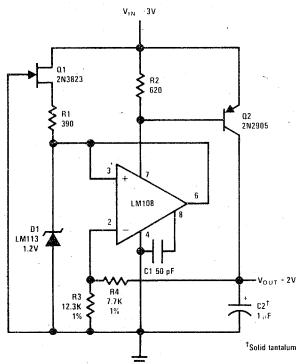 VIN 3V
Q1
2N3823
R1
390
R2
620
Q2
2N2905
3
7
+
LM108
6
2
−
4
8
C1 50 pF
D1
LM113
1.2V
R3
12.3K
1%
R4
7.7K
1%
VOUT - 2V
+
C2†
1 µF
†Solid tantalum